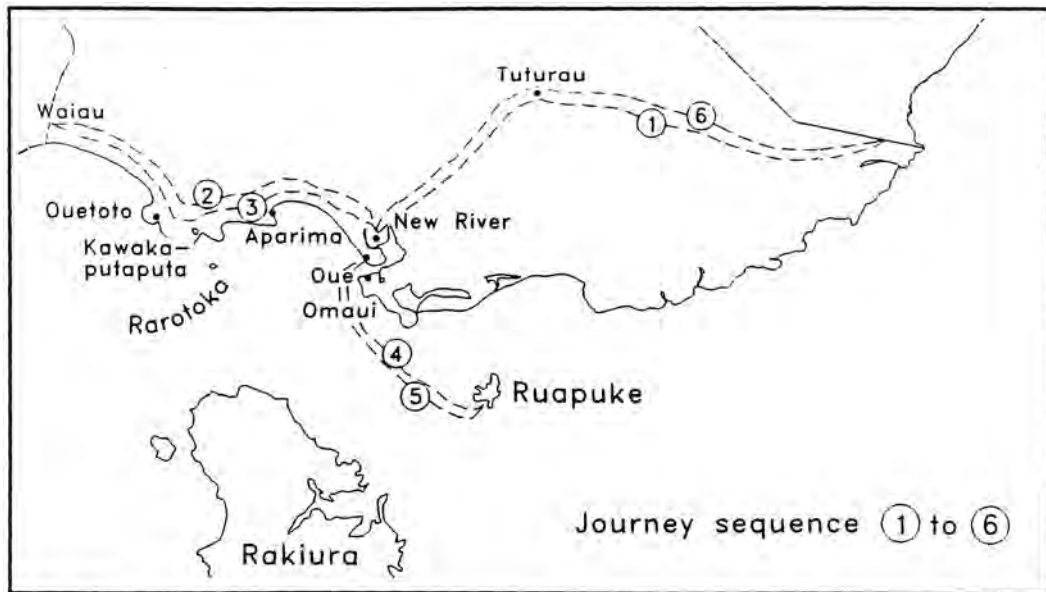 Tuturau
Waiau
1
6
2
3
Ouetoto
New River
Aparima
Kawaka-
putaputa
Oue
Rarotoka
Omaui
4
5
Ruapuke
Journey sequence 1 to 6
Rakiura